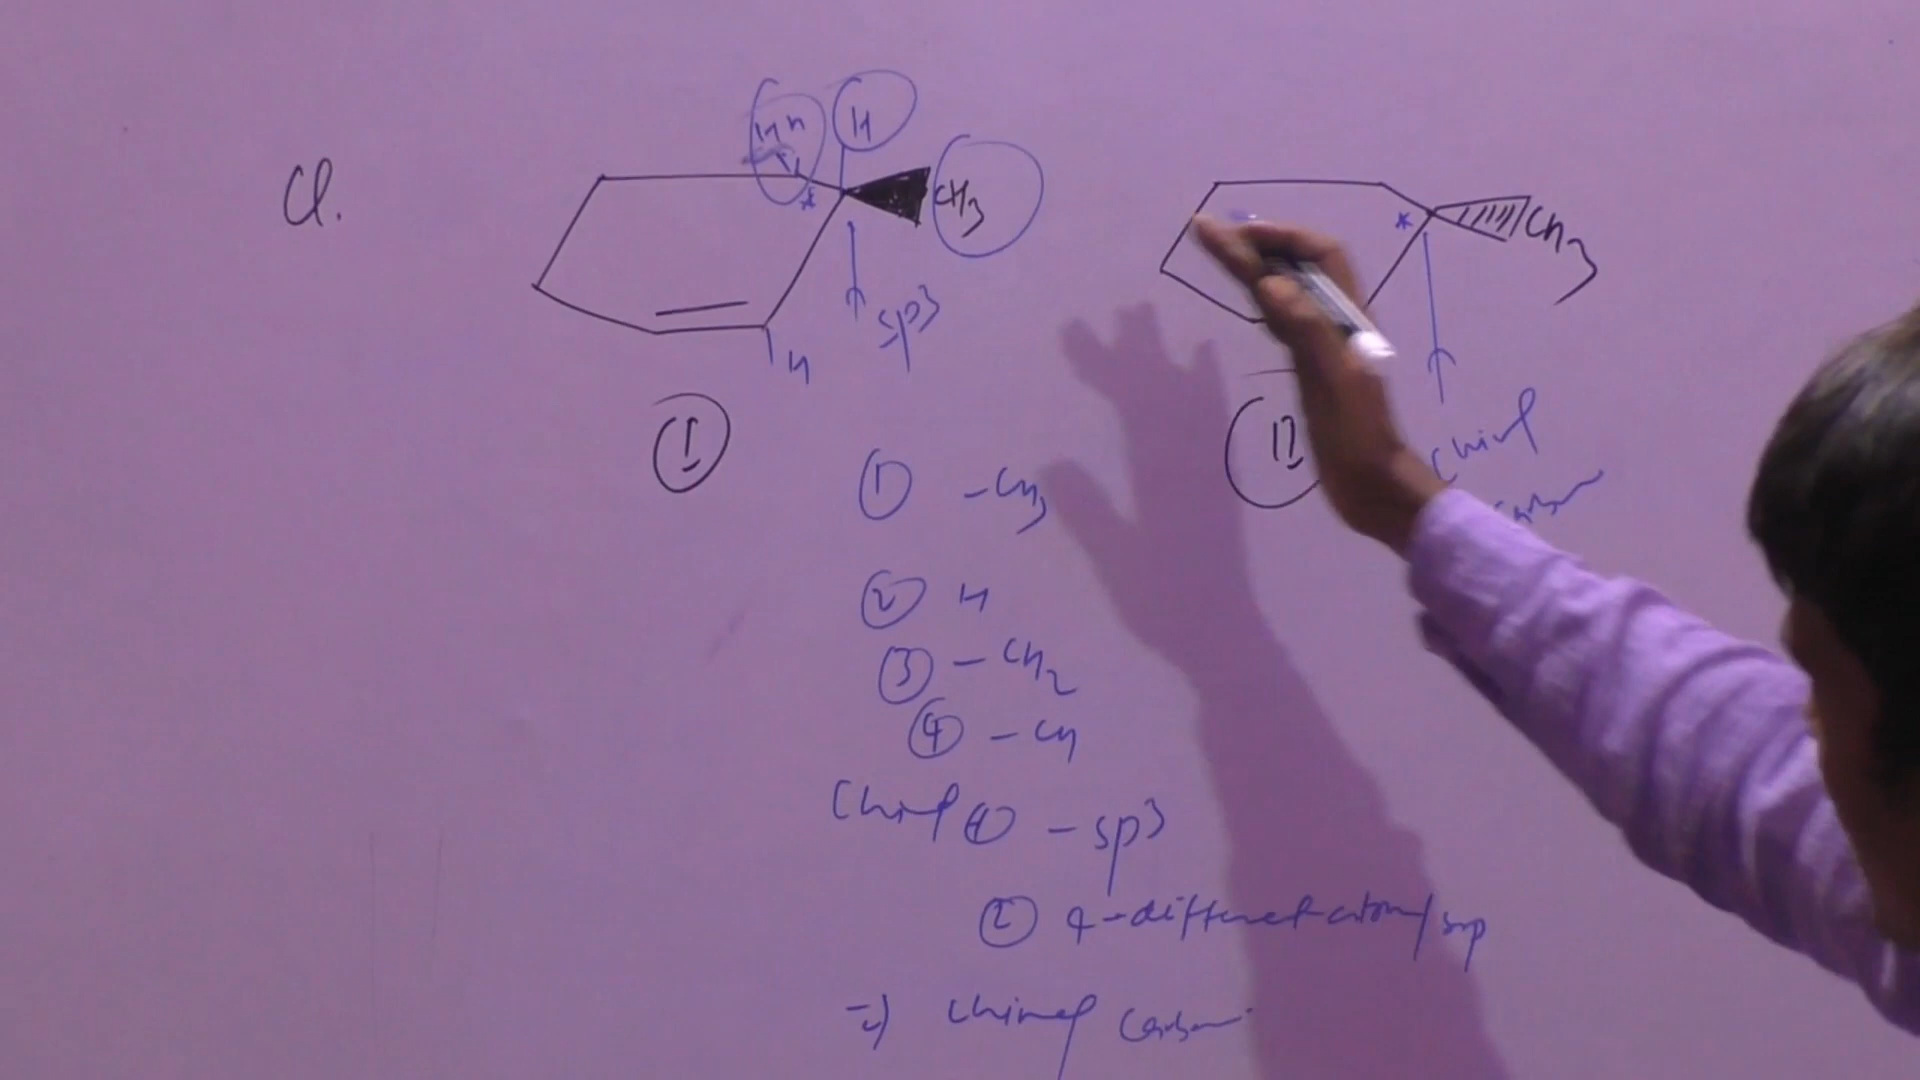 Q.
H H
H
CH3
*
sp3
H
I
*
CH3
II
Chiral
Carbon
① -CH3
② H
③ -CH2
④ -CH
Chiral ① - sp3
② 4-different atom/grp
=) Chiral Carbon